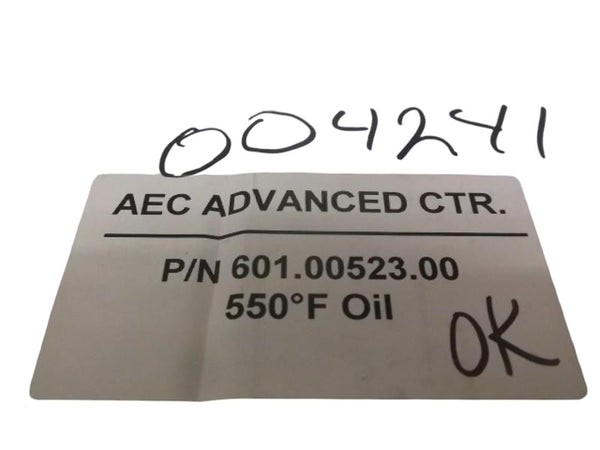 004241
AEC ADVANCED CTR.
P/N 601.00523.00
550°F Oil
OK